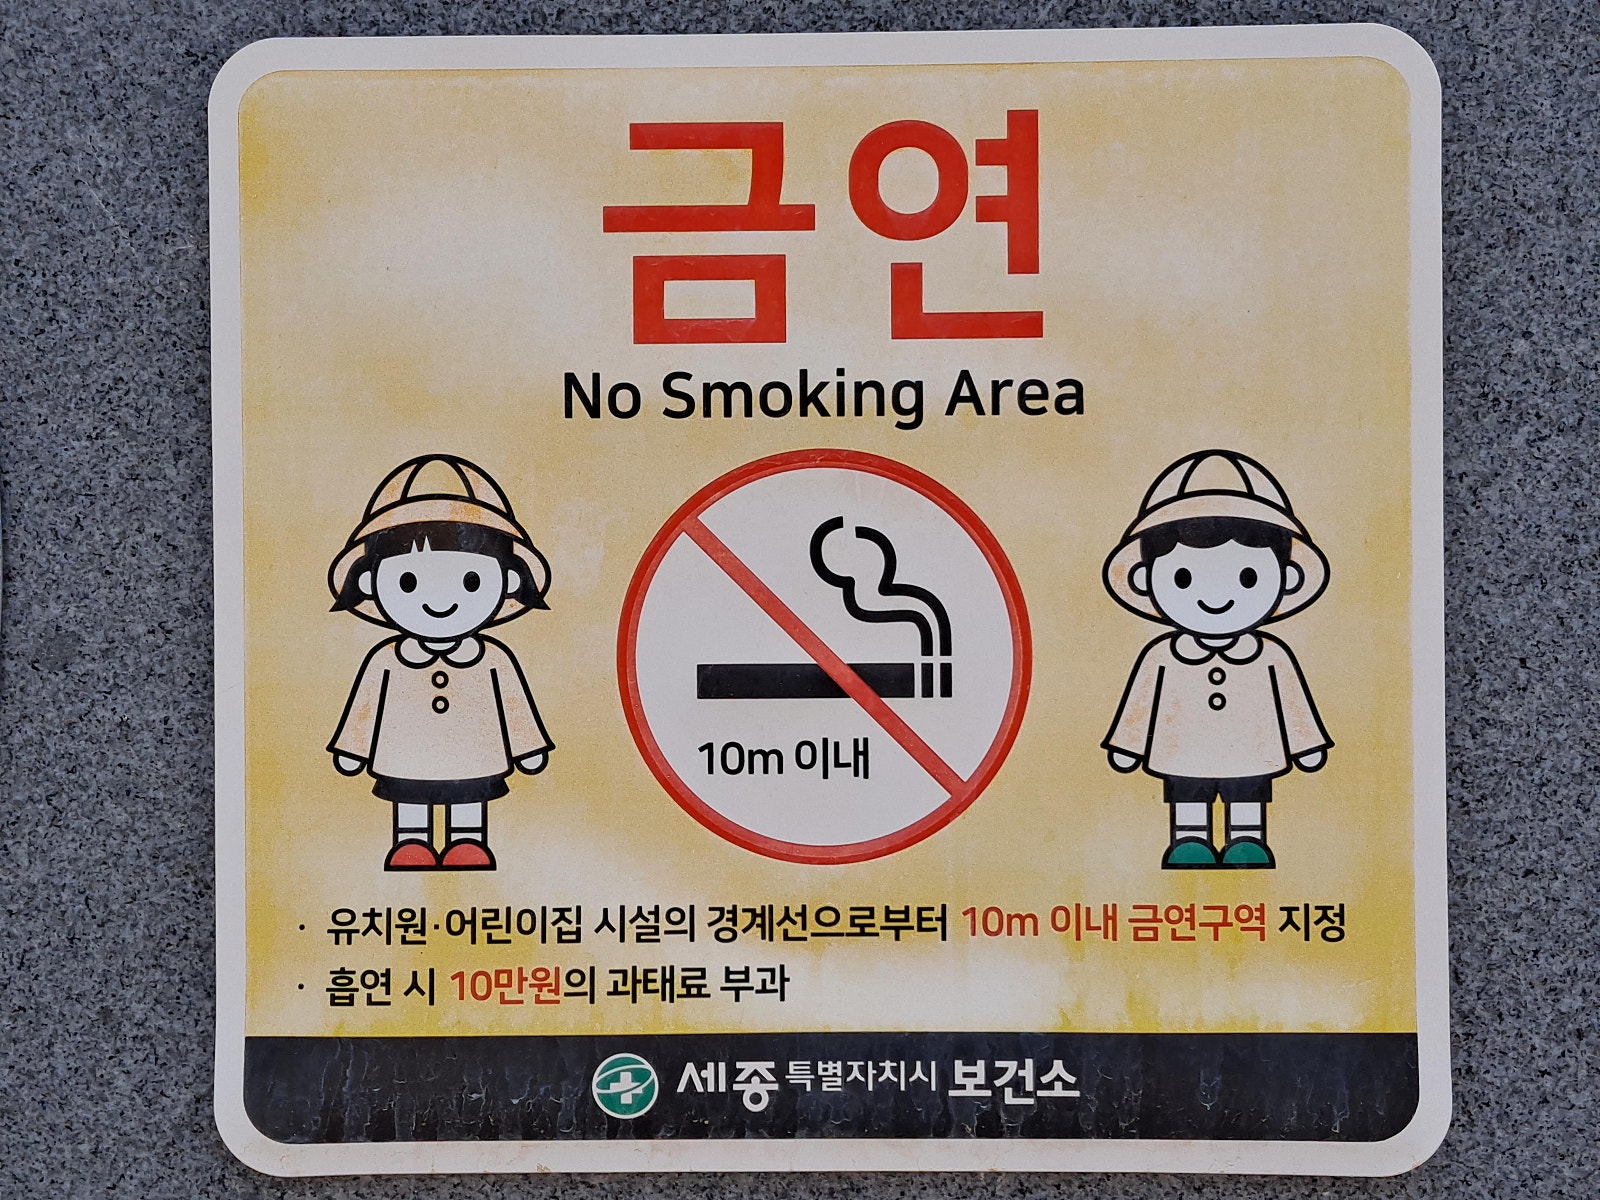 금연
No Smoking Area
10m 이내
· 유치원·어린이집 시설의 경계선으로부터 10m 이내 금연구역 지정
· 흡연 시 10만원의 과태료 부과
세종특별자치시 보건소